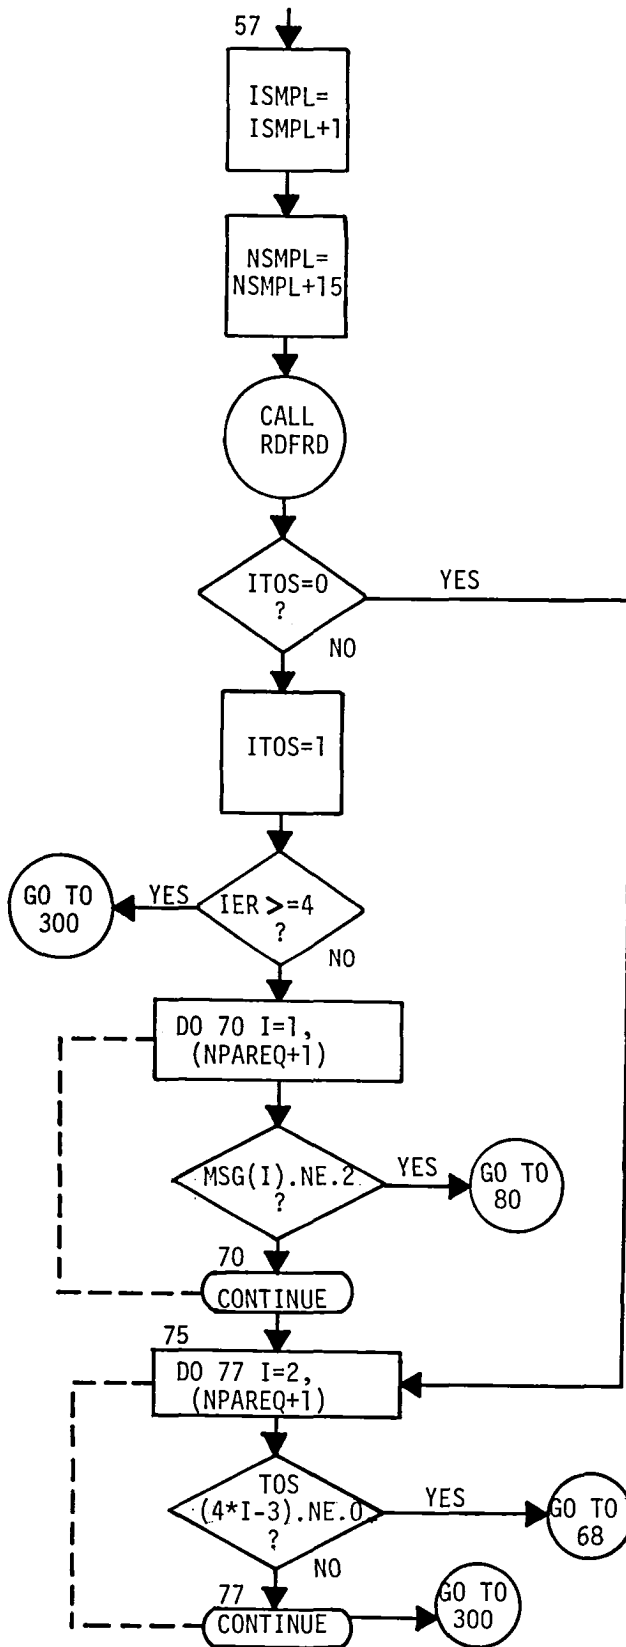 57
ISMPL=
ISMPL+1
NSMPL=
NSMPL+15
CALL
RDFRD
ITOS=0
?
YES
NO
ITOS=1
GO TO
300
YES
IER >=4
?
NO
DO 70 I=1,
(NPAREQ+1)
MSG(I).NE.2
?
YES
GO TO
80
70
CONTINUE
75
DO 77 I=2,
(NPAREQ+1)
TOS
(4*I-3).NE.0
?
YES
GO TO
68
NO
77
CONTINUE
GO TO
300